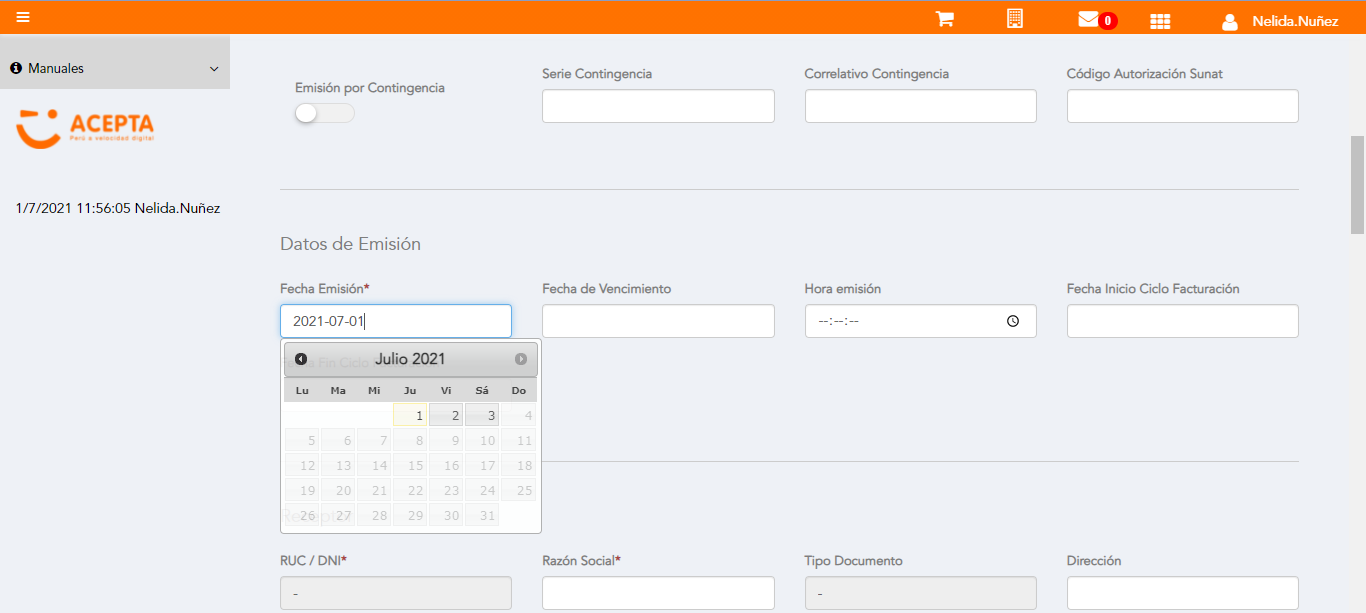 0
Nelida.Nuñez
Manuales
ACEPTA
Perú a velocidad digital
1/7/2021 11:56:05 Nelida.Nuñez
Emisión por Contingencia
Serie Contingencia
Correlativo Contingencia
Código Autorización Sunat
Datos de Emisión
Fecha Emisión*
Fecha de Vencimiento
Hora emisión
Fecha Inicio Ciclo Facturación
2021-07-01
--:--:--
Fin Ciclo
Julio 2021
Lu Ma Mi Ju Vi Sá Do
1 2 3 4
5 6 7 8 9 10 11
12 13 14 15 16 17 18
19 20 21 22 23 24 25
26 27 28 29 30 31
RUC / DNI*
Razón Social*
Tipo Documento
Dirección
-
-